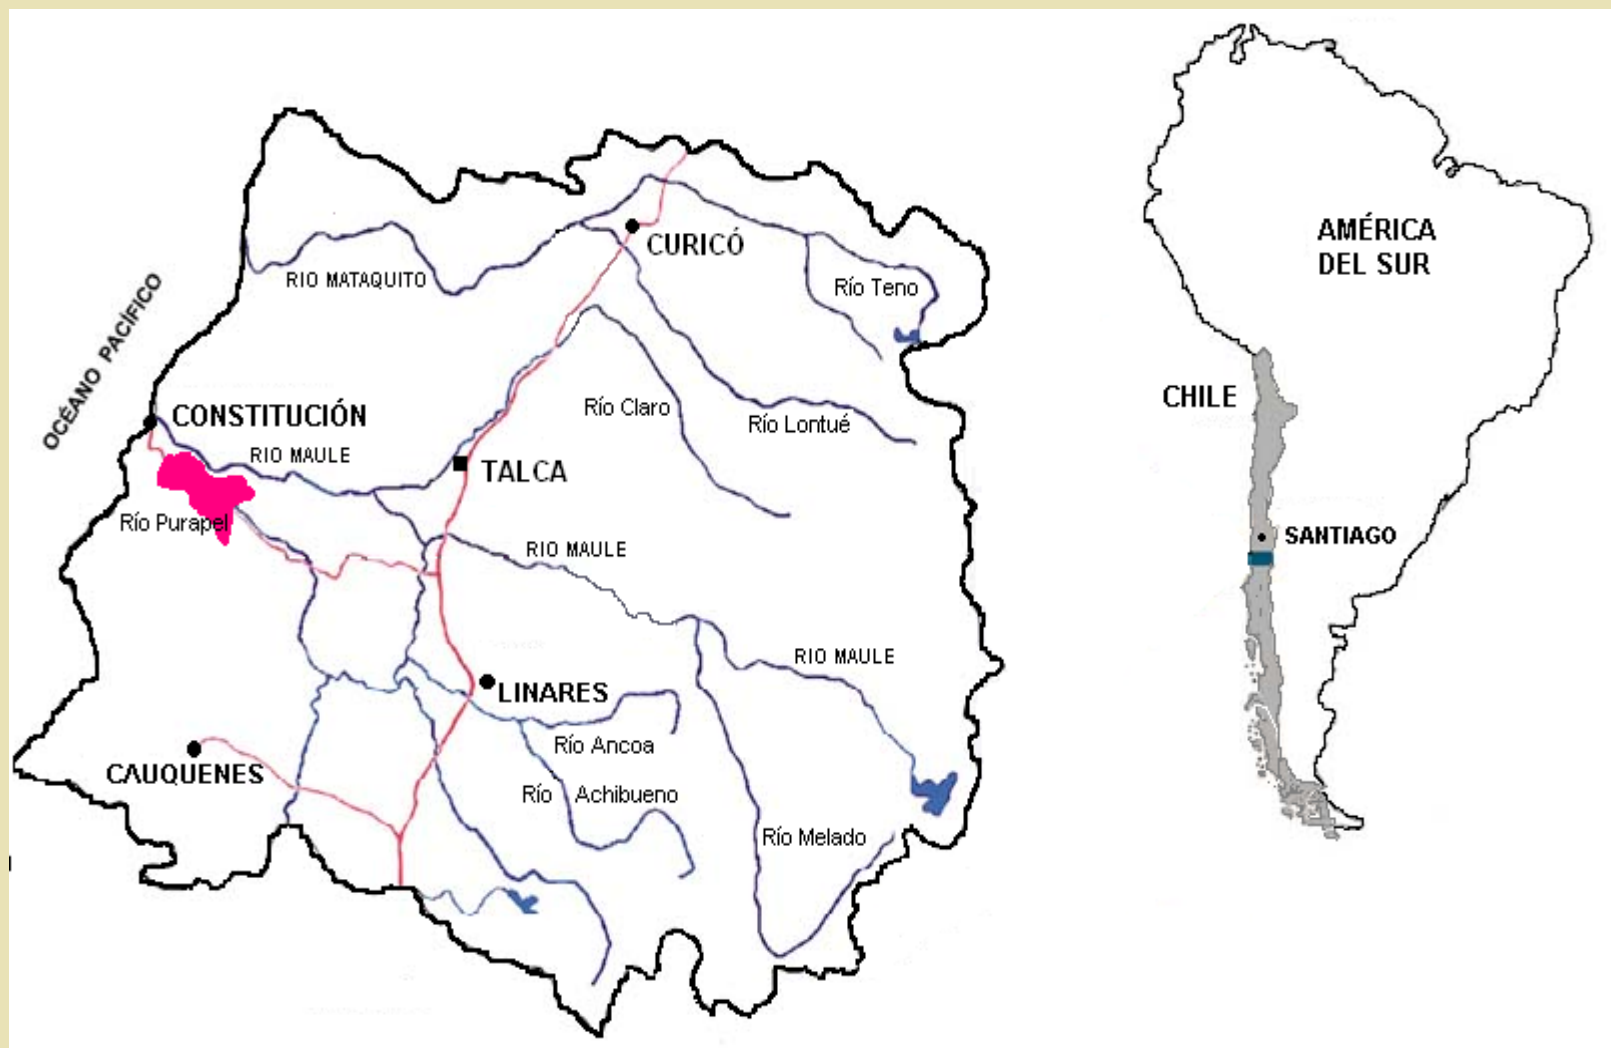 CURICÓ
RIO MATAQUITO
Río Teno
OCÉANO PACÍFICO
CONSTITUCIÓN
Río Claro
Río Lontué
RIO MAULE
TALCA
Río Purapel
RIO MAULE
RIO MAULE
LINARES
Río Ancoa
CAUQUENES
Río Achibueno
Río Melado
AMÉRICA
DEL SUR
CHILE
SANTIAGO